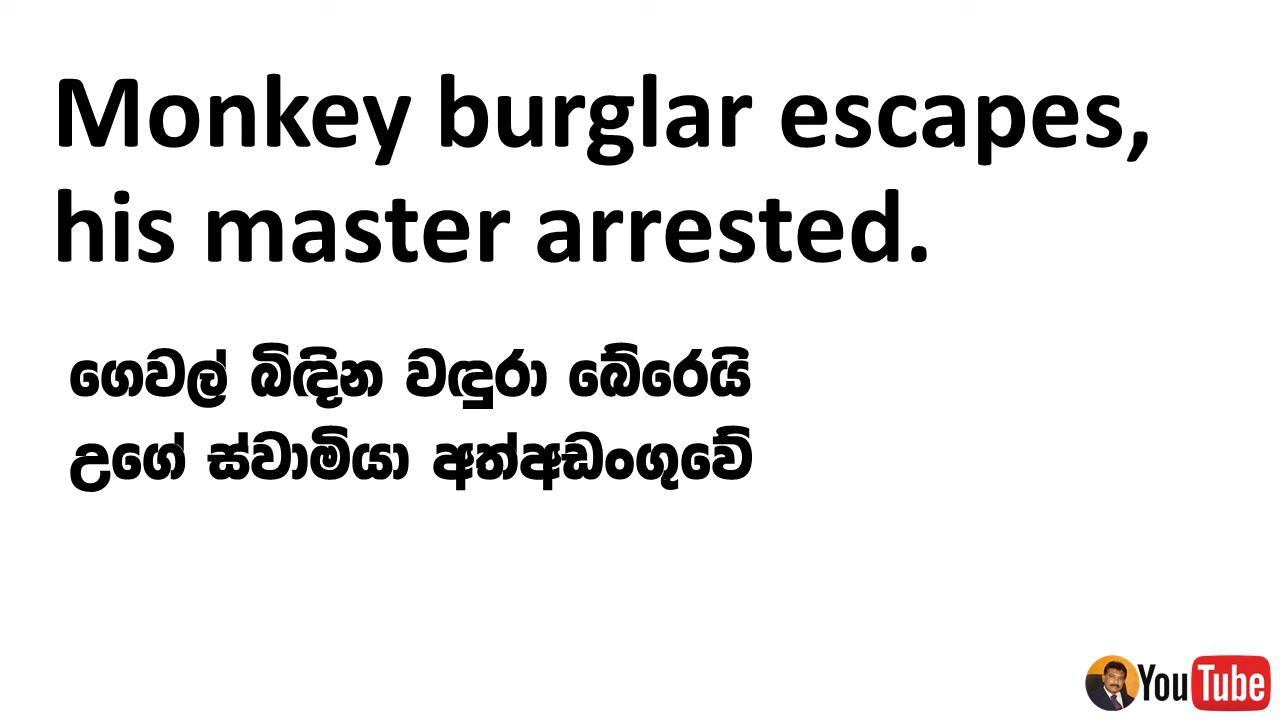 Monkey burglar escapes,
his master arrested.
ගෙවල් බිඳින වඳුරා බේරෙයි
උගේ ස්වාමියා අත්අඩංගුවේ
YouTube